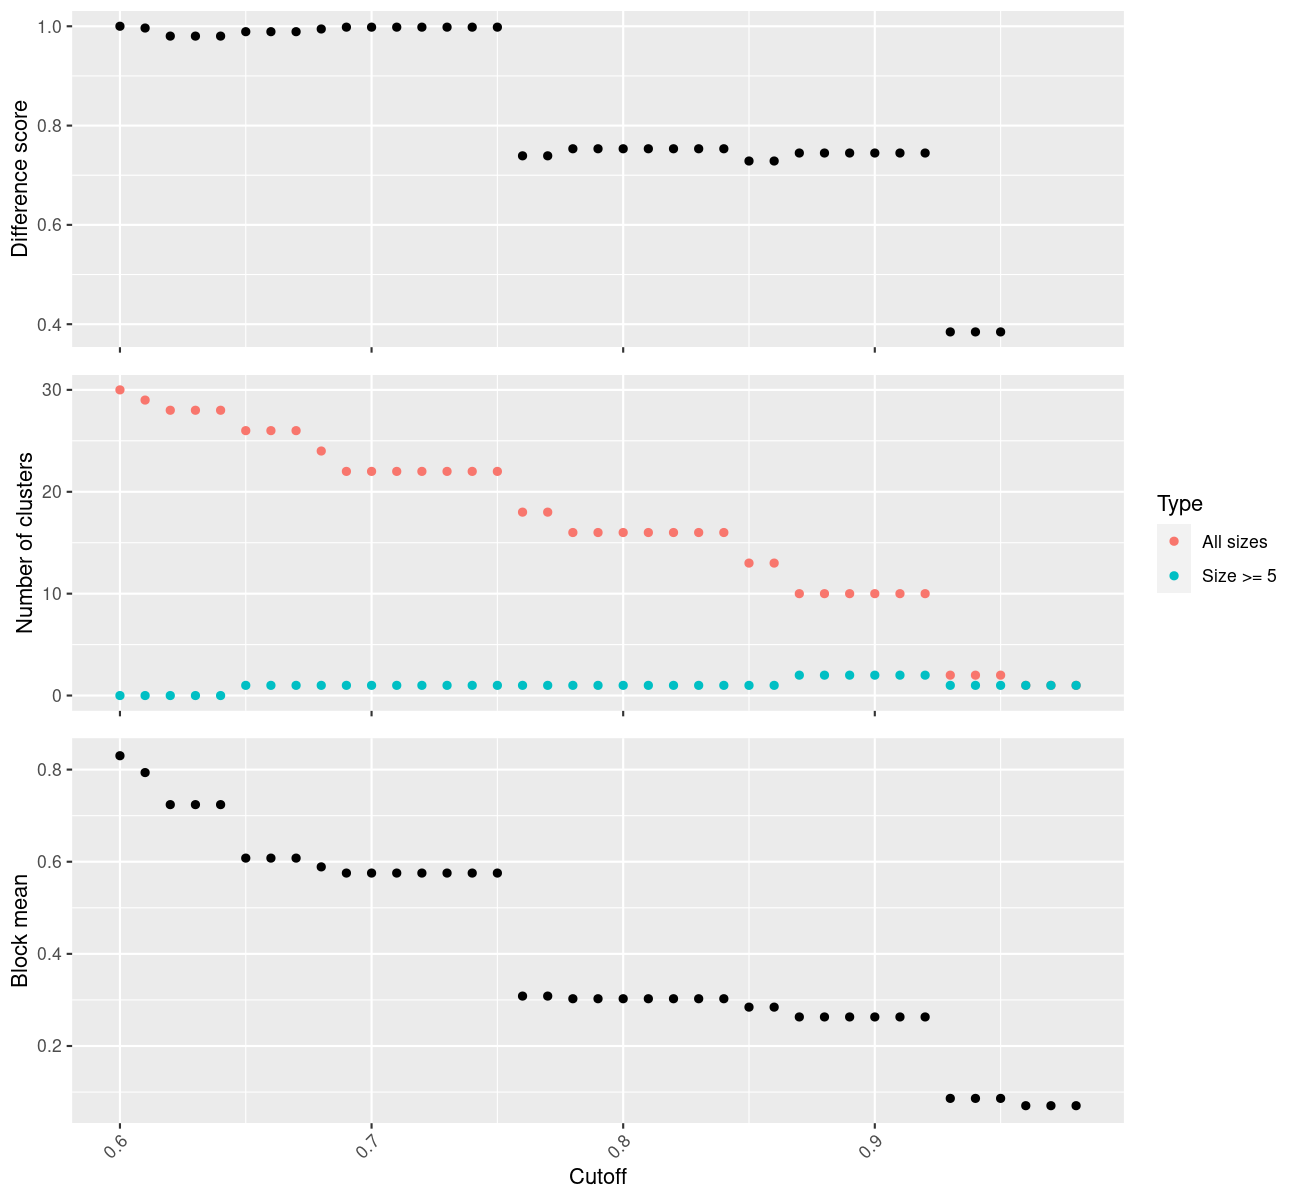 Difference score
1.0
0.8
0.6
0.4
Number of clusters
30
20
10
0
Type
All sizes
Size >= 5
Block mean
0.8
0.6
0.4
0.2
0.6
0.7
0.8
0.9
Cutoff